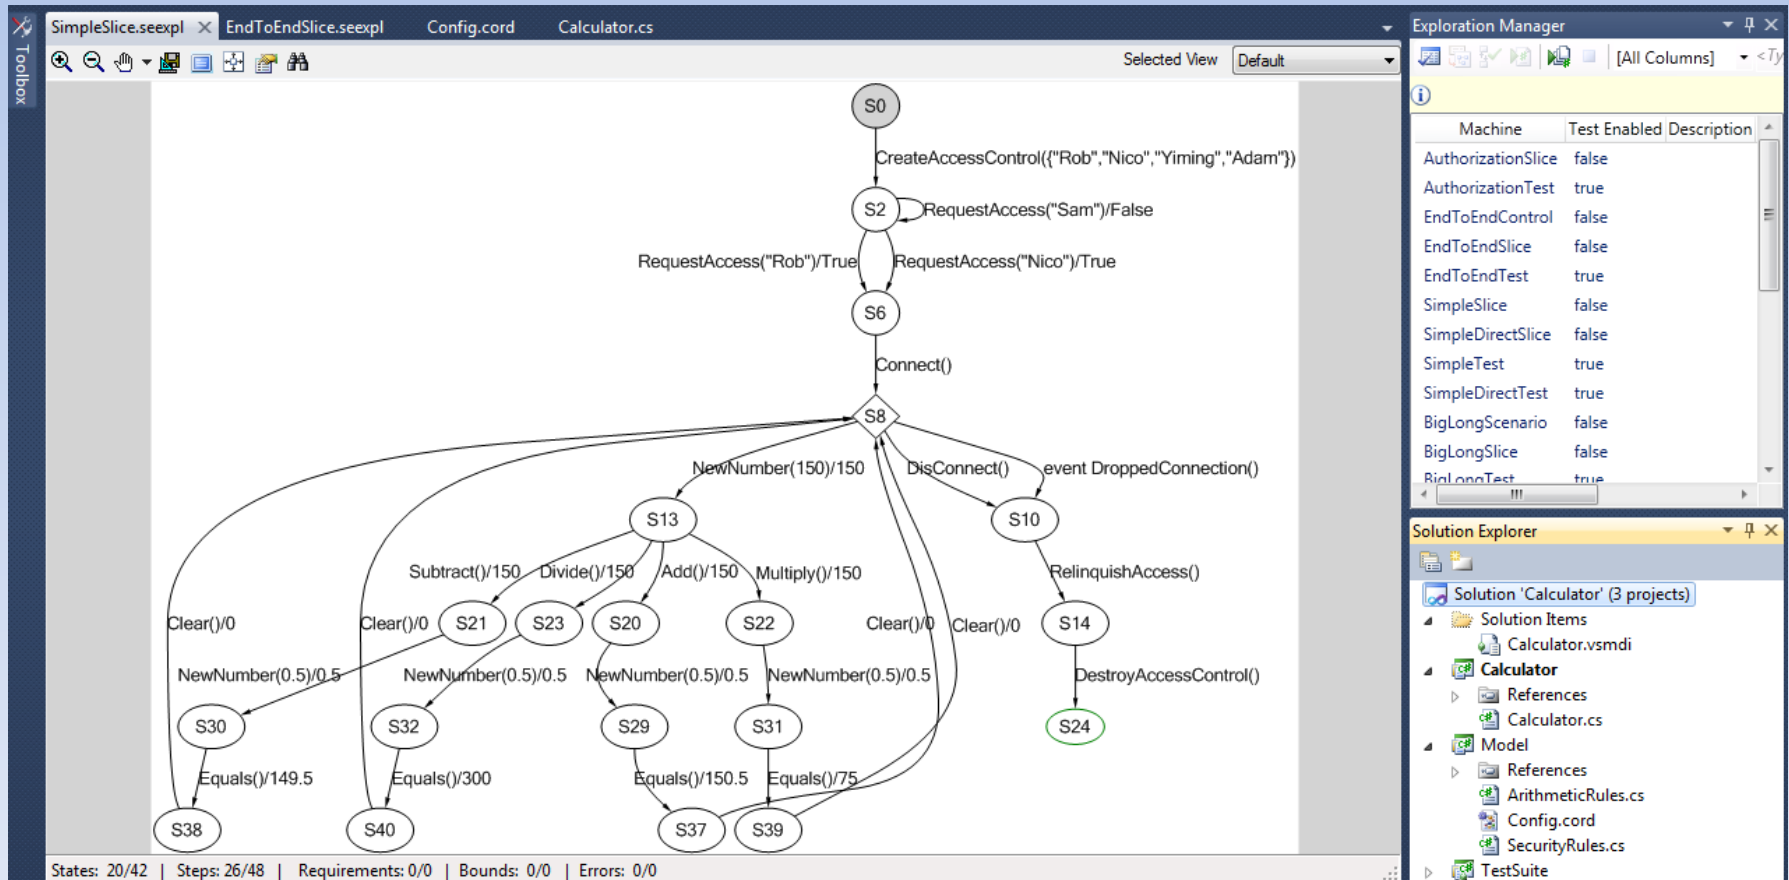 Toolbox
SimpleSlice.seexpl
EndToEndSlice.seexpl
Config.cord
Calculator.cs
Selected View
Default
S0
CreateAccessControl({"Rob","Nico","Yiming","Adam"})
S2
RequestAccess("Sam")/False
RequestAccess("Rob")/True
RequestAccess("Nico")/True
S6
Connect()
S8
NewNumber(150)/150
DisConnect()
event DroppedConnection()
S13
S10
Subtract()/150
Divide()/150
Add()/150
Multiply()/150
RelinquishAccess()
Clear()/0
Clear()/0
S21
S23
S20
S22
Clear()/0
Clear()/0
S14
NewNumber(0.5)/0.5
NewNumber(0.5)/0.5
NewNumber(0.5)/0.5
NewNumber(0.5)/0.5
DestroyAccessControl()
S30
S32
S29
S31
S24
Equals()/149.5
Equals()/300
Equals()/150.5
Equals()/75
S38
S40
S37
S39
States: 20/42 | Steps: 26/48 | Requirements: 0/0 | Bounds: 0/0 | Errors: 0/0
Exploration Manager
[All Columns]
<Ty
Machine Test Enabled Description
AuthorizationSlice false
AuthorizationTest true
EndToEndControl false
EndToEndSlice false
EndToEndTest true
SimpleSlice false
SimpleDirectSlice false
SimpleTest true
SimpleDirectTest true
BigLongScenario false
BigLongSlice false
BigLongTest true
Solution Explorer
Solution 'Calculator' (3 projects)
Solution Items
Calculator.vsmdi
Calculator
References
Calculator.cs
Model
References
ArithmeticRules.cs
Config.cord
SecurityRules.cs
TestSuite